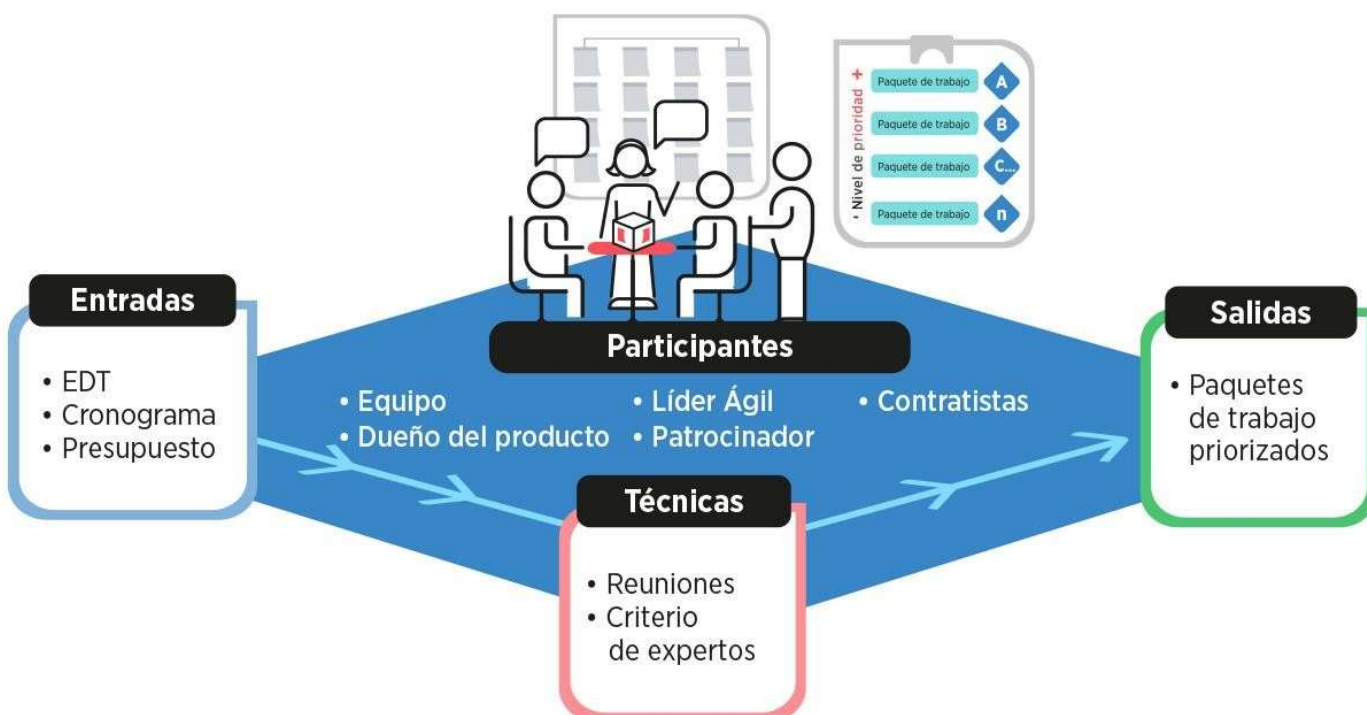 - Nivel de prioridad +
Paquete de trabajo A
Paquete de trabajo B
Paquete de trabajo C...
Paquete de trabajo n
Entradas
• EDT
• Cronograma
• Presupuesto
Participantes
• Equipo
• Dueño del producto
• Líder Ágil
• Patrocinador
• Contratistas
Técnicas
• Reuniones
• Criterio
de expertos
Salidas
• Paquetes
de trabajo
priorizados